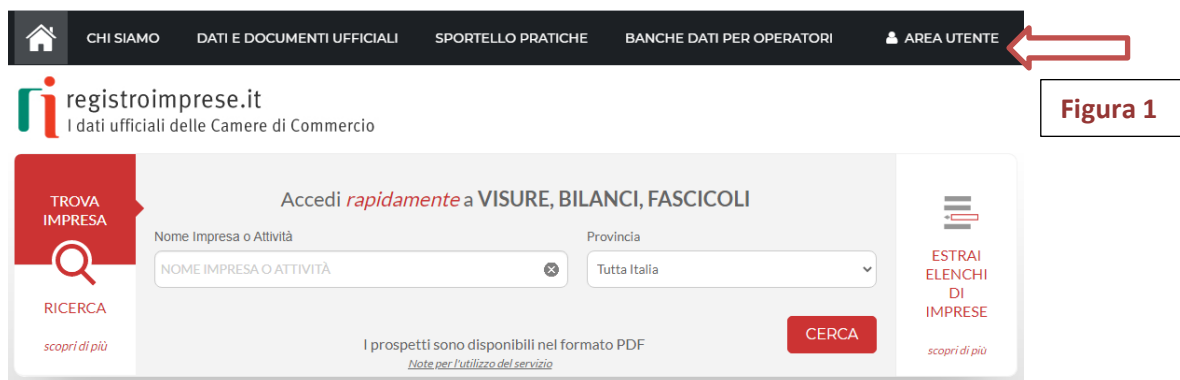 CHI SIAMO DATI E DOCUMENTI UFFICIALI SPORTELLO PRATICHE BANCHE DATI PER OPERATORI AREA UTENTE
ri registroimprese.it
I dati ufficiali delle Camere di Commercio
Figura 1
TROVA
IMPRESA
RICERCA
scopri di più
Accedi rapidamente a VISURE, BILANCI, FASCICOLI
Nome Impresa o Attività Provincia
NOME IMPRESA O ATTIVITÀ Tutta Italia
CERCA
I prospetti sono disponibili nel formato PDF
Note per l'utilizzo del servizio
ESTRAI
ELENCHI
DI
IMPRESE
scopri di più